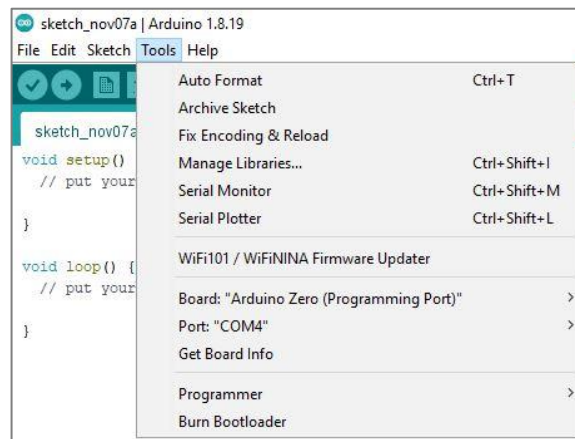 sketch_nov07a | Arduino 1.8.19
File Edit Sketch Tools Help
sketch_nov07a
void setup()
// put your
}
void loop() {
// put your
}
Auto Format Ctrl+T
Archive Sketch
Fix Encoding & Reload
Manage Libraries... Ctrl+Shift+I
Serial Monitor Ctrl+Shift+M
Serial Plotter Ctrl+Shift+L
WiFi101 / WiFiNINA Firmware Updater
Board: "Arduino Zero (Programming Port)"
Port: "COM4"
Get Board Info
Programmer
Burn Bootloader